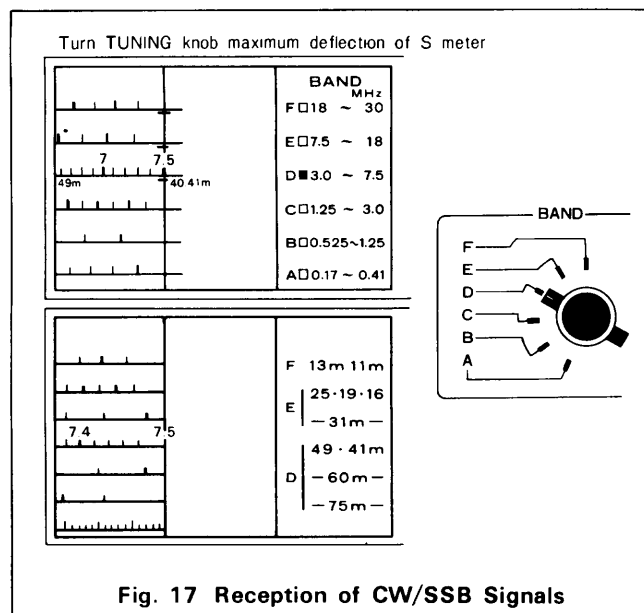 Turn TUNING knob maximum deflection of S meter
BAND
MHz
F□18 ~ 30
E□7.5 ~ 18
7 7.5
D■3.0 ~ 7.5
49m 40 41m
C□1.25 ~ 3.0
B□0.525~1.25
A□0.17 ~ 0.41
BAND
F
E
D
C
B
A
F 13m 11m
E 25·19·16
—31m—
7.4 7.5
D 49 · 41m
—60m—
—75m—
Fig. 17 Reception of CW/SSB Signals